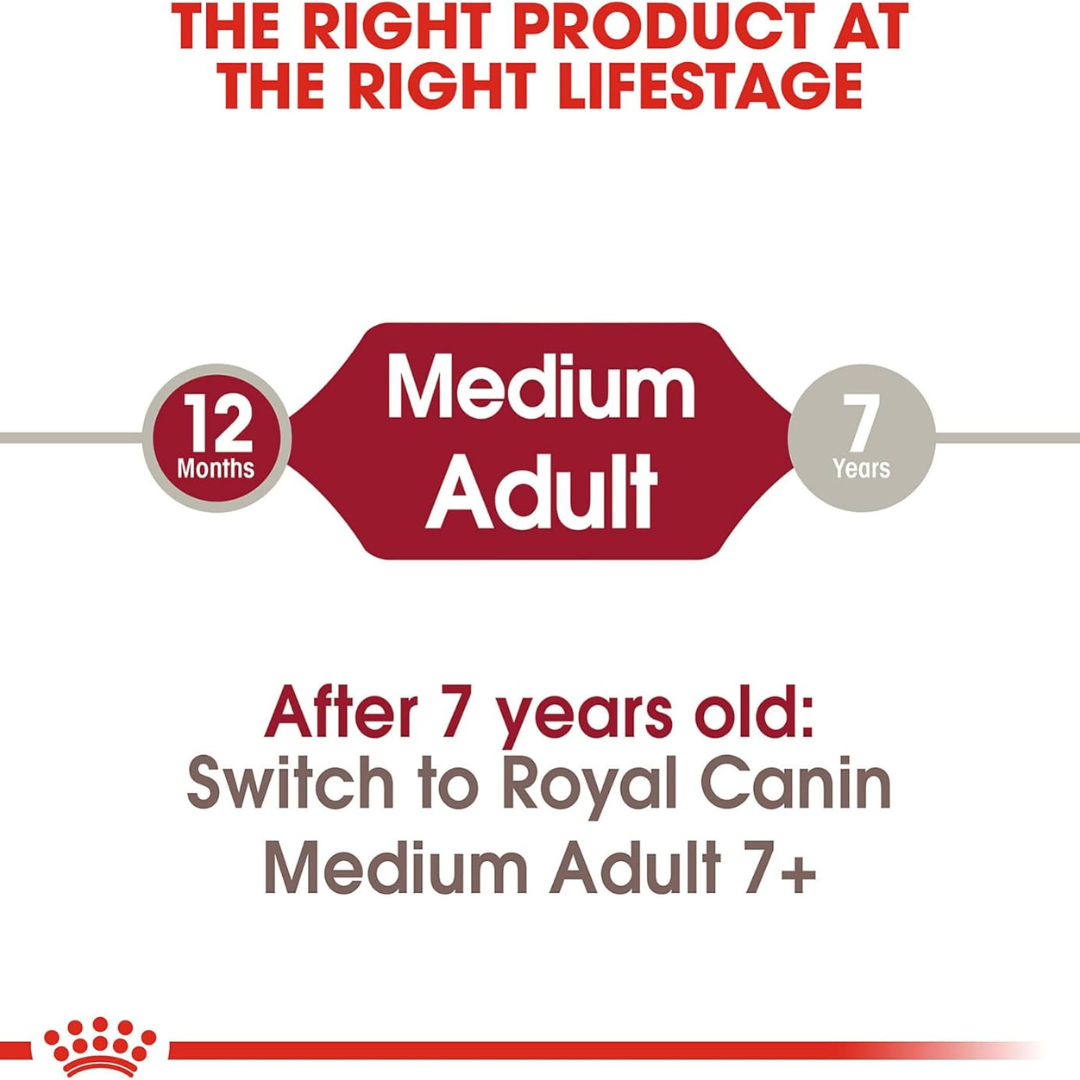 THE RIGHT PRODUCT AT
THE RIGHT LIFESTAGE
12
Months
Medium
Adult
7
Years
After 7 years old:
Switch to Royal Canin
Medium Adult 7+